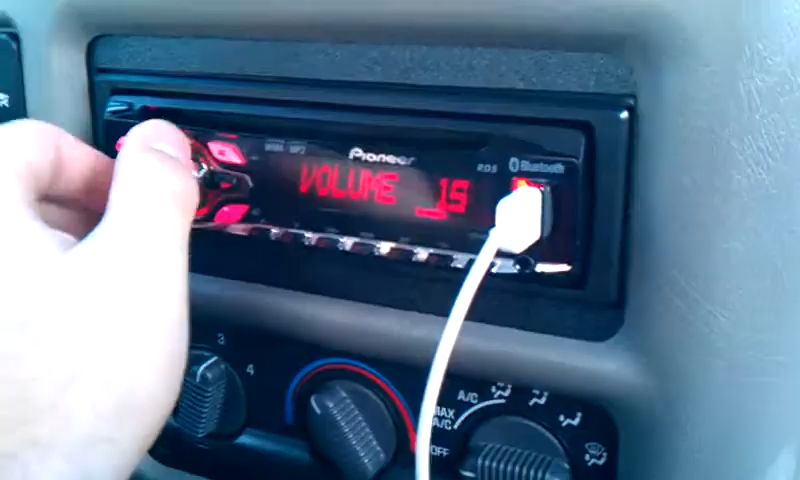 WMA MP3
Pioneer
RDS Bluetooth
VOLUME 15
3
4
A/C
MAX A/C
OFF
R